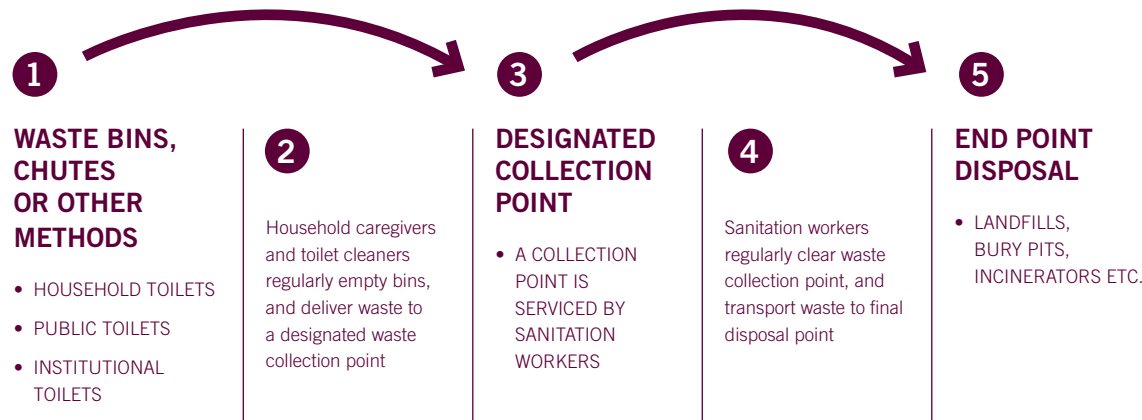 1
WASTE BINS,
CHUTES
OR OTHER
METHODS
• HOUSEHOLD TOILETS
• PUBLIC TOILETS
• INSTITUTIONAL
TOILETS
2
Household caregivers
and toilet cleaners
regularly empty bins,
and deliver waste to
a designated waste
collection point
3
DESIGNATED
COLLECTION
POINT
• A COLLECTION
POINT IS
SERVICED BY
SANITATION
WORKERS
4
Sanitation workers
regularly clear waste
collection point, and
transport waste to final
disposal point
5
END POINT
DISPOSAL
• LANDFILLS,
BURY PITS,
INCINERATORS ETC.